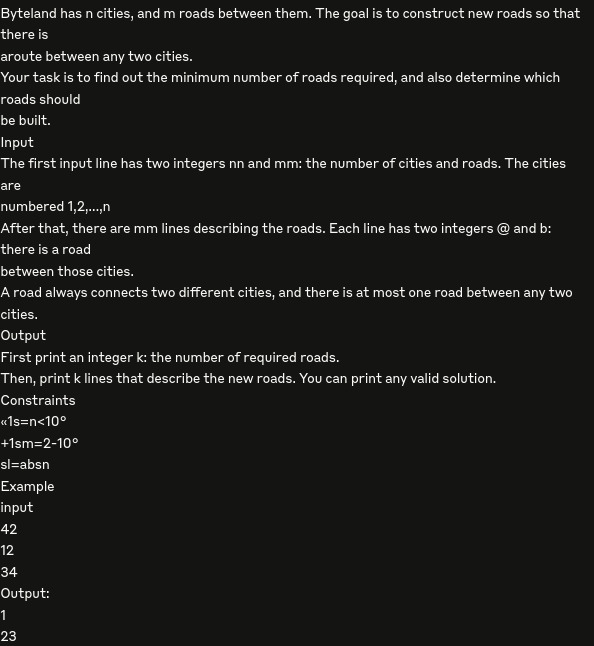 Byteland has n cities, and m roads between them. The goal is to construct new roads so that
there is
aroute between any two cities.
Your task is to find out the minimum number of roads required, and also determine which
roads should
be built.
Input
The first input line has two integers nn and mm: the number of cities and roads. The cities
are
numbered 1,2,...,n
After that, there are mm lines describing the roads. Each line has two integers @ and b:
there is a road
between those cities.
A road always connects two different cities, and there is at most one road between any two
cities.
Output
First print an integer k: the number of required roads.
Then, print k lines that describe the new roads. You can print any valid solution.
Constraints
«1s=n<10°
+1sm=2-10°
sl=absn
Example
input
42
12
34
Output:
1
23